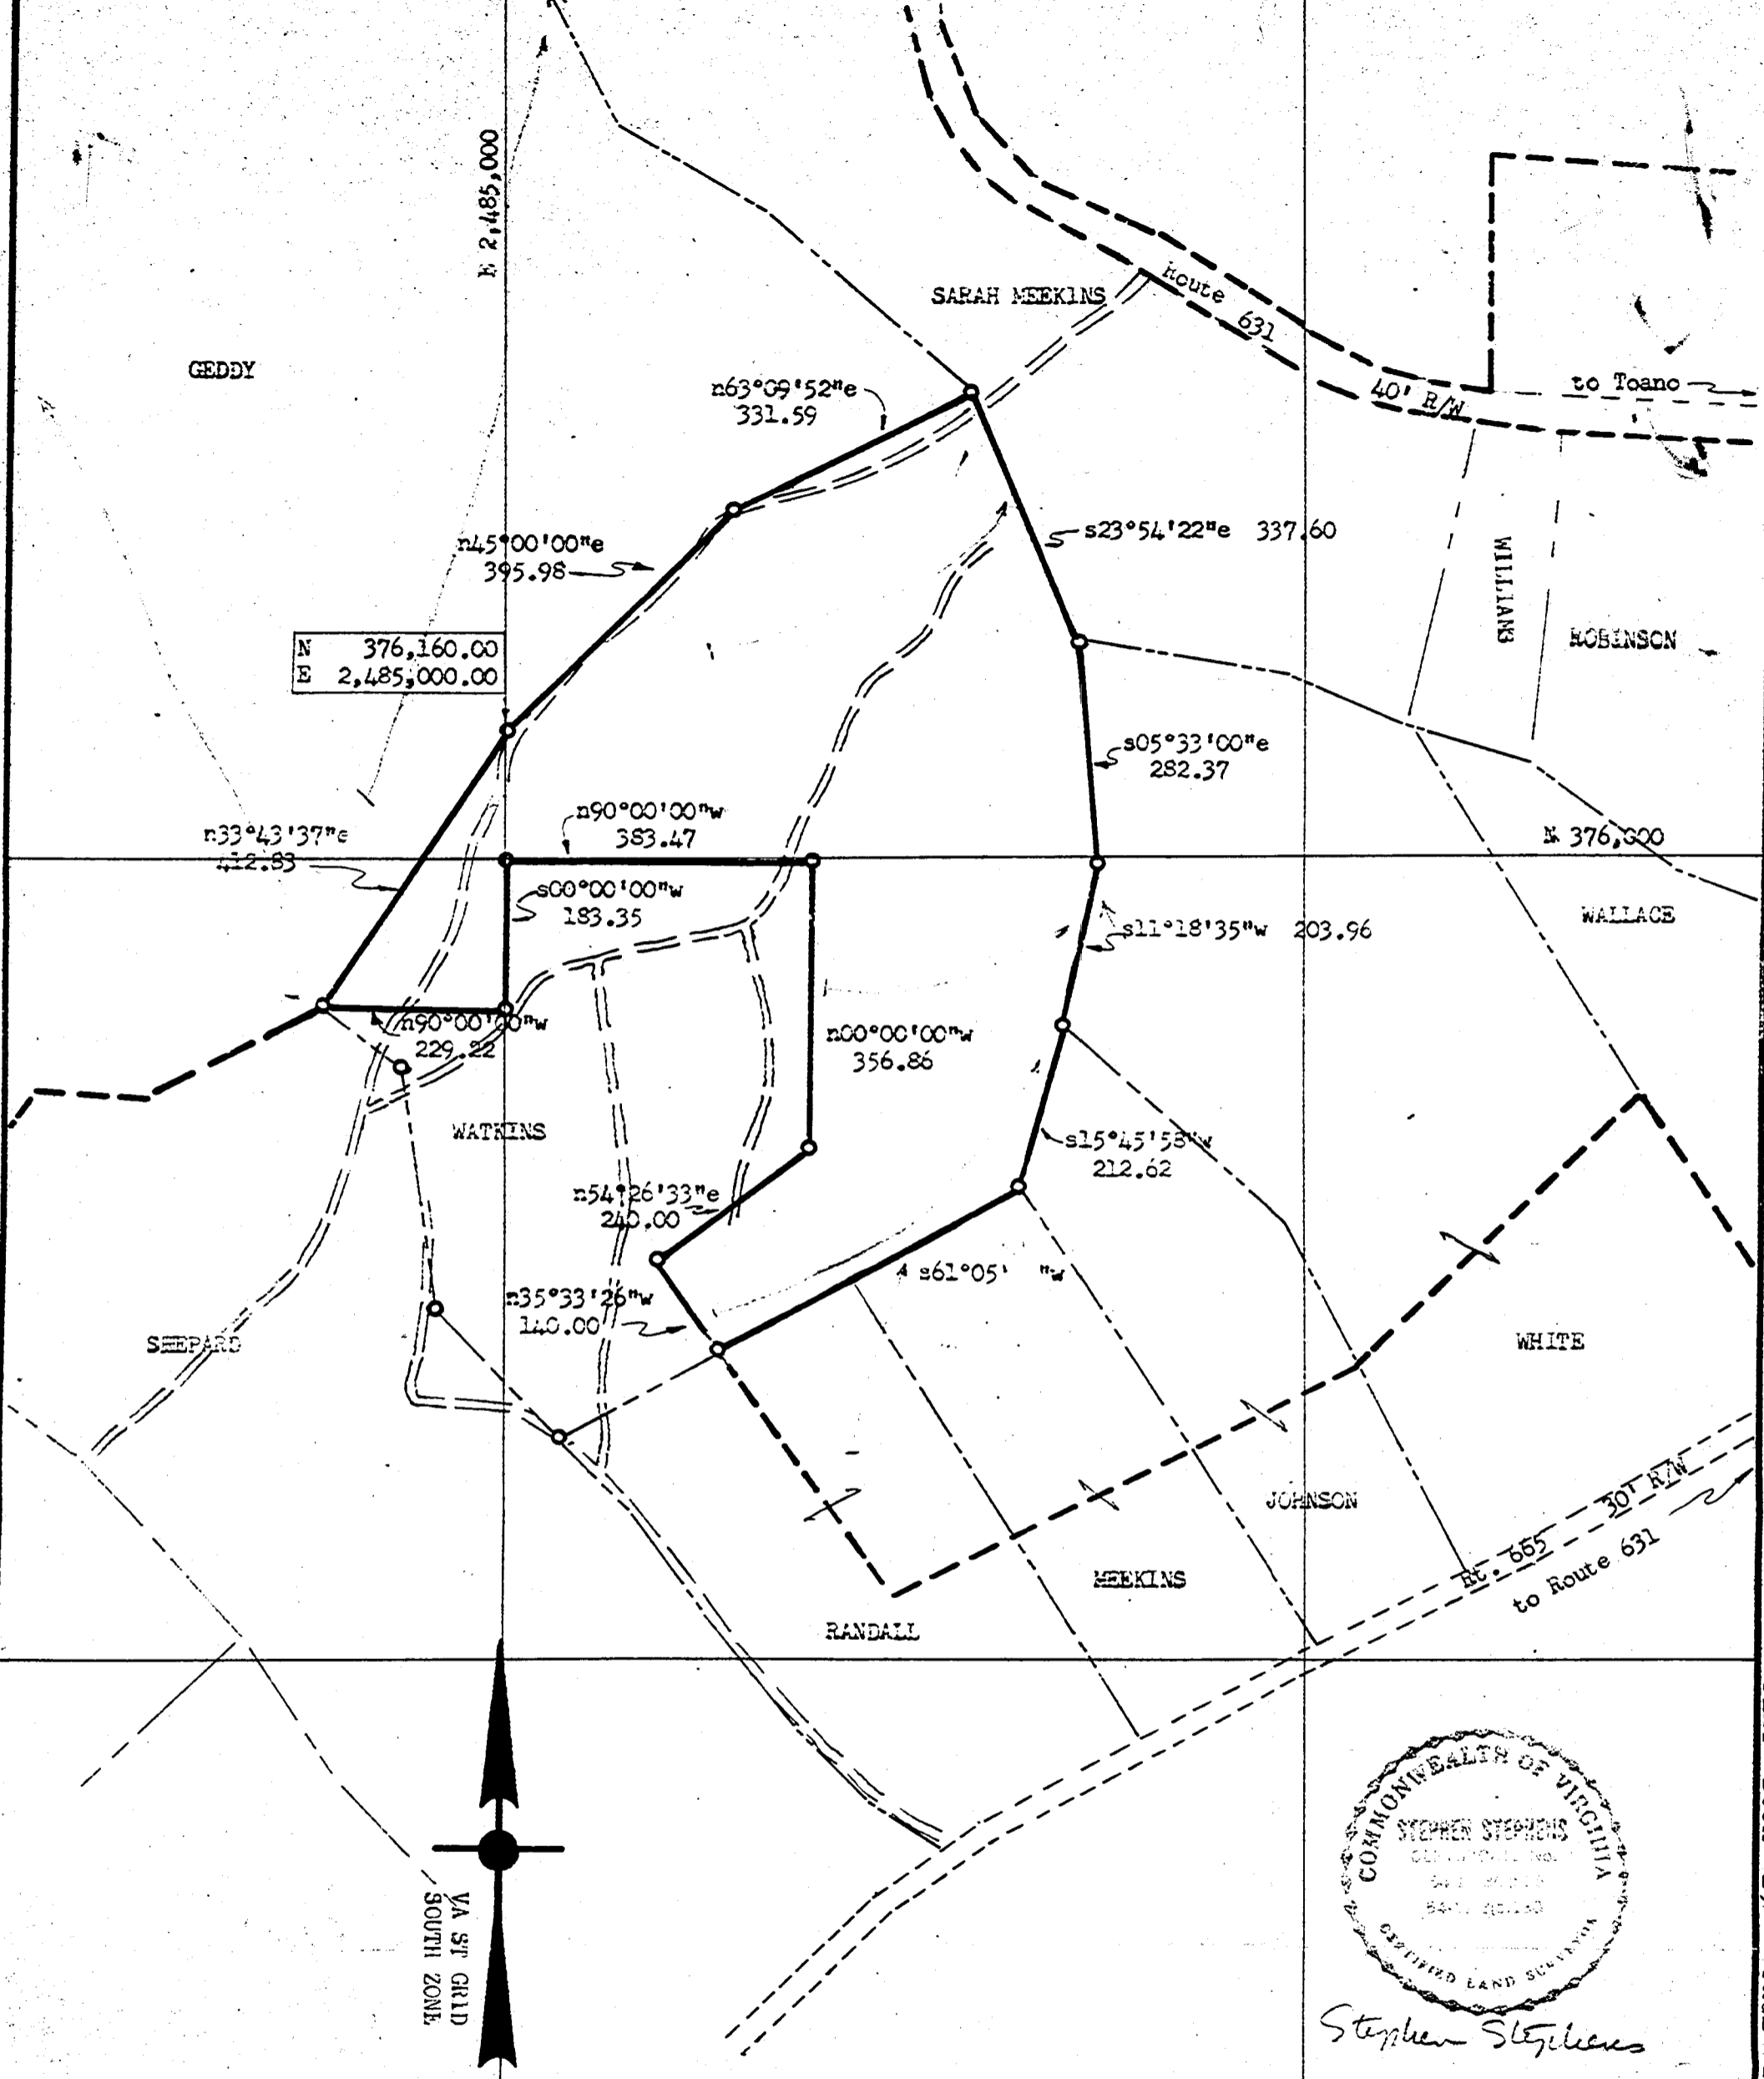 E 2,485,000
SARAH MEEKINS
Route 631
40' R/W
to Toano
GEDDY
n63°09'52"e
331.59
n45°00'00"e
395.98
s23°54'22"e 337.60
WILLIAMS
ROBINSON
N 376,160.00
E 2,485,000.00
s05°33'00"e
282.37
n33°43'37"e
412.83
n90°00'00"w
383.47
N 376,000
s00°00'00"w
183.35
WALLACE
s11°18'35"w 203.96
n90°00'00"w
229.22
n00°00'00"w
356.86
WATKINS
s15°45'58"w
212.62
n54°26'33"e
240.00
s61°05' "w
n35°33'26"w
140.00
SHEPARD
WHITE
JOHNSON
30' R/W
Rt. 665
to Route 631
MEEKINS
RANDALL
COMMONWEALTH OF VIRGINIA
STEPHEN STEPHENS
CERTIFIED LAND SURVEYOR
VA ST GRID
SOUTH ZONE
Stephen Stephens